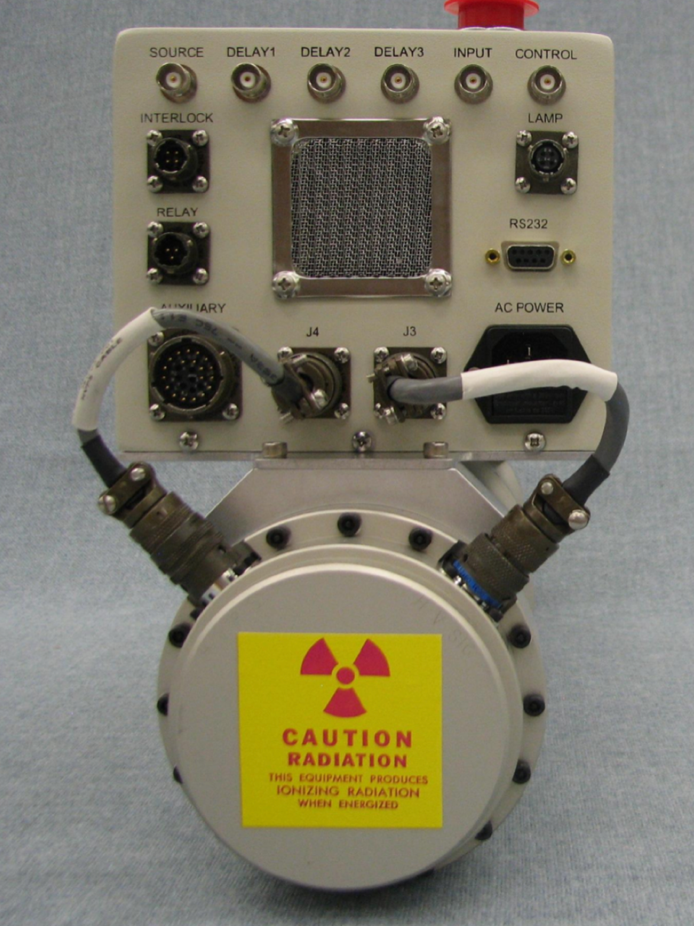 SOURCE DELAY1 DELAY2 DELAY3 INPUT CONTROL
INTERLOCK LAMP
RELAY RS232
AUXILIARY J4 J3 AC POWER
CAUTION
RADIATION
THIS EQUIPMENT PRODUCES
IONIZING RADIATION
WHEN ENERGIZED